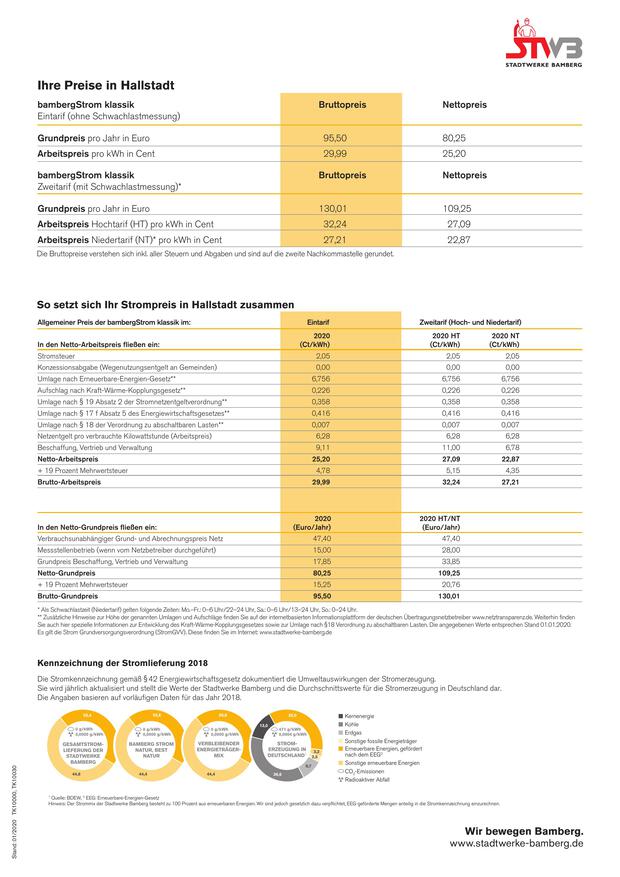 STWB
STADTWERKE BAMBERG
Ihre Preise in Hallstadt
bambergStrom klassik Bruttopreis Nettopreis
Eintarif (ohne Schwachlastmessung)
Grundpreis pro Jahr in Euro 95,50 80,25
Arbeitspreis pro kWh in Cent 29,99 25,20
bambergStrom klassik Bruttopreis Nettopreis
Zweitarif (mit Schwachlastmessung)*
Grundpreis pro Jahr in Euro 130,01 109,25
Arbeitspreis Hochtarif (HT) pro kWh in Cent 32,24 27,09
Arbeitspreis Niedertarif (NT)* pro kWh in Cent 27,21 22,87
Die Bruttopreise verstehen sich inkl. aller Steuern und Abgaben und sind auf die zweite Nachkommastelle gerundet.
So setzt sich Ihr Strompreis in Hallstadt zusammen
Allgemeiner Preis der bambergStrom klassik im: Eintarif Zweitarif (Hoch- und Niedertarif)
2020 2020 HT 2020 NT
In den Netto-Arbeitspreis fließen ein: (Ct/kWh) (Ct/kWh) (Ct/kWh)
Stromsteuer 2,05 2,05 2,05
Konzessionsabgabe (Wegenutzungsentgelt an Gemeinden) 0,00 0,00 0,00
Umlage nach Erneuerbare-Energien-Gesetz** 6,756 6,756 6,756
Aufschlag nach Kraft-Wärme-Kopplungsgesetz** 0,226 0,226 0,226
Umlage nach § 19 Absatz 2 der Stromnetzentgeltverordnung** 0,358 0,358 0,358
Umlage nach § 17 f Absatz 5 des Energiewirtschaftsgesetzes** 0,416 0,416 0,416
Umlage nach § 18 der Verordnung zu abschaltbaren Lasten** 0,007 0,007 0,007
Netzentgelt pro verbrauchte Kilowattstunde (Arbeitspreis) 6,28 6,28 6,28
Beschaffung, Vertrieb und Verwaltung 9,11 11,00 6,78
Netto-Arbeitspreis 25,20 27,09 22,87
+ 19 Prozent Mehrwertsteuer 4,78 5,15 4,35
Brutto-Arbeitspreis 29,99 32,24 27,21
2020 2020 HT/NT
In den Netto-Grundpreis fließen ein: (Euro/Jahr) (Euro/Jahr)
Verbrauchsunabhängiger Grund- und Abrechnungspreis Netz 47,40 47,40
Messstellenbetrieb (wenn vom Netzbetreiber durchgeführt) 15,00 28,00
Grundpreis Beschaffung, Vertrieb und Verwaltung 17,85 33,85
Netto-Grundpreis 80,25 109,25
+ 19 Prozent Mehrwertsteuer 15,25 20,76
Brutto-Grundpreis 95,50 130,01
* Als Schwachlastzeit (Niedertarif) gelten folgende Zeiten: Mo.–Fr.: 0–6 Uhr/22–24 Uhr, Sa.: 0–6 Uhr/13–24 Uhr, So.: 0–24 Uhr.
** Zusätzliche Hinweise zur Höhe der genannten Umlagen und Aufschläge finden Sie auf der internetbasierten Informationsplattform der deutschen Übertragungsnetzbetreiber www.netztransparenz.de. Weiterhin finden
Sie auch hier spezielle Informationen zur Entwicklung des Kraft-Wärme-Kopplungsgesetzes sowie zur Umlage nach §18 Verordnung zu abschaltbaren Lasten. Die angegebenen Werte entsprechen Stand 01.01.2020.
Es gilt die Strom Grundversorgungsverordnung (StromGVV). Diese finden Sie im Internet: www.stadtwerke-bamberg.de
Kennzeichnung der Stromlieferung 2018
Die Stromkennzeichnung gemäß § 42 Energiewirtschaftsgesetz dokumentiert die Umweltauswirkungen der Stromerzeugung.
Sie wird jährlich aktualisiert und stellt die Werte der Stadtwerke Bamberg und die Durchschnittswerte für die Stromerzeugung in Deutschland dar.
Die Angaben basieren auf vorläufigen Daten für das Jahr 2018.
0 g/kWh
0,0000 g/kWh
GESAMTSTROM-
LIEFERUNG DER
STADTWERKE
BAMBERG
44,6
0 g/kWh
0,0000 g/kWh
BAMBERG STROM
NATUR, BEST
NATUR
44,4
0 g/kWh
0,0000 g/kWh
VERBLEIBENDER
ENERGIETRÄGER-
MIX
44,4
STROM-
ERZEUGUNG IN
DEUTSCHLAND
Kernenergie
Kohle
Erdgas
Sonstige fossile Energieträger
Erneuerbare Energien, gefördert
nach dem EEG²
Sonstige erneuerbare Energien
CO₂-Emissionen
Radioaktiver Abfall
¹ Quelle: BDEW, ² EEG: Erneuerbare-Energien-Gesetz
Hinweis: Der Strommix der Stadtwerke Bamberg besteht zu 100 Prozent aus erneuerbaren Energien. Wir sind jedoch gesetzlich dazu verpflichtet, EEG-geförderte Mengen anteilig in die Stromkennzeichnung einzurechnen.
Stand: 01/2020 TK10000, TK10030
Wir bewegen Bamberg.
www.stadtwerke-bamberg.de